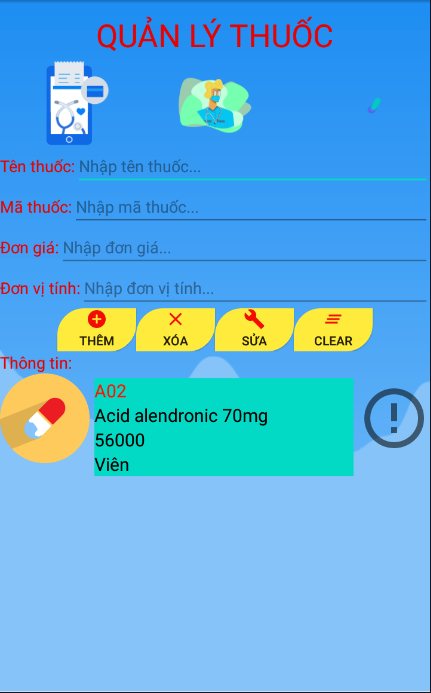 QUẢN LÝ THUỐC
Tên thuốc: Nhập tên thuốc...
Mã thuốc: Nhập mã thuốc...
Đơn giá: Nhập đơn giá...
Đơn vị tính: Nhập đơn vị tính...
THÊM XÓA SỬA CLEAR
Thông tin:
A02
Acid alendronic 70mg
56000
Viên